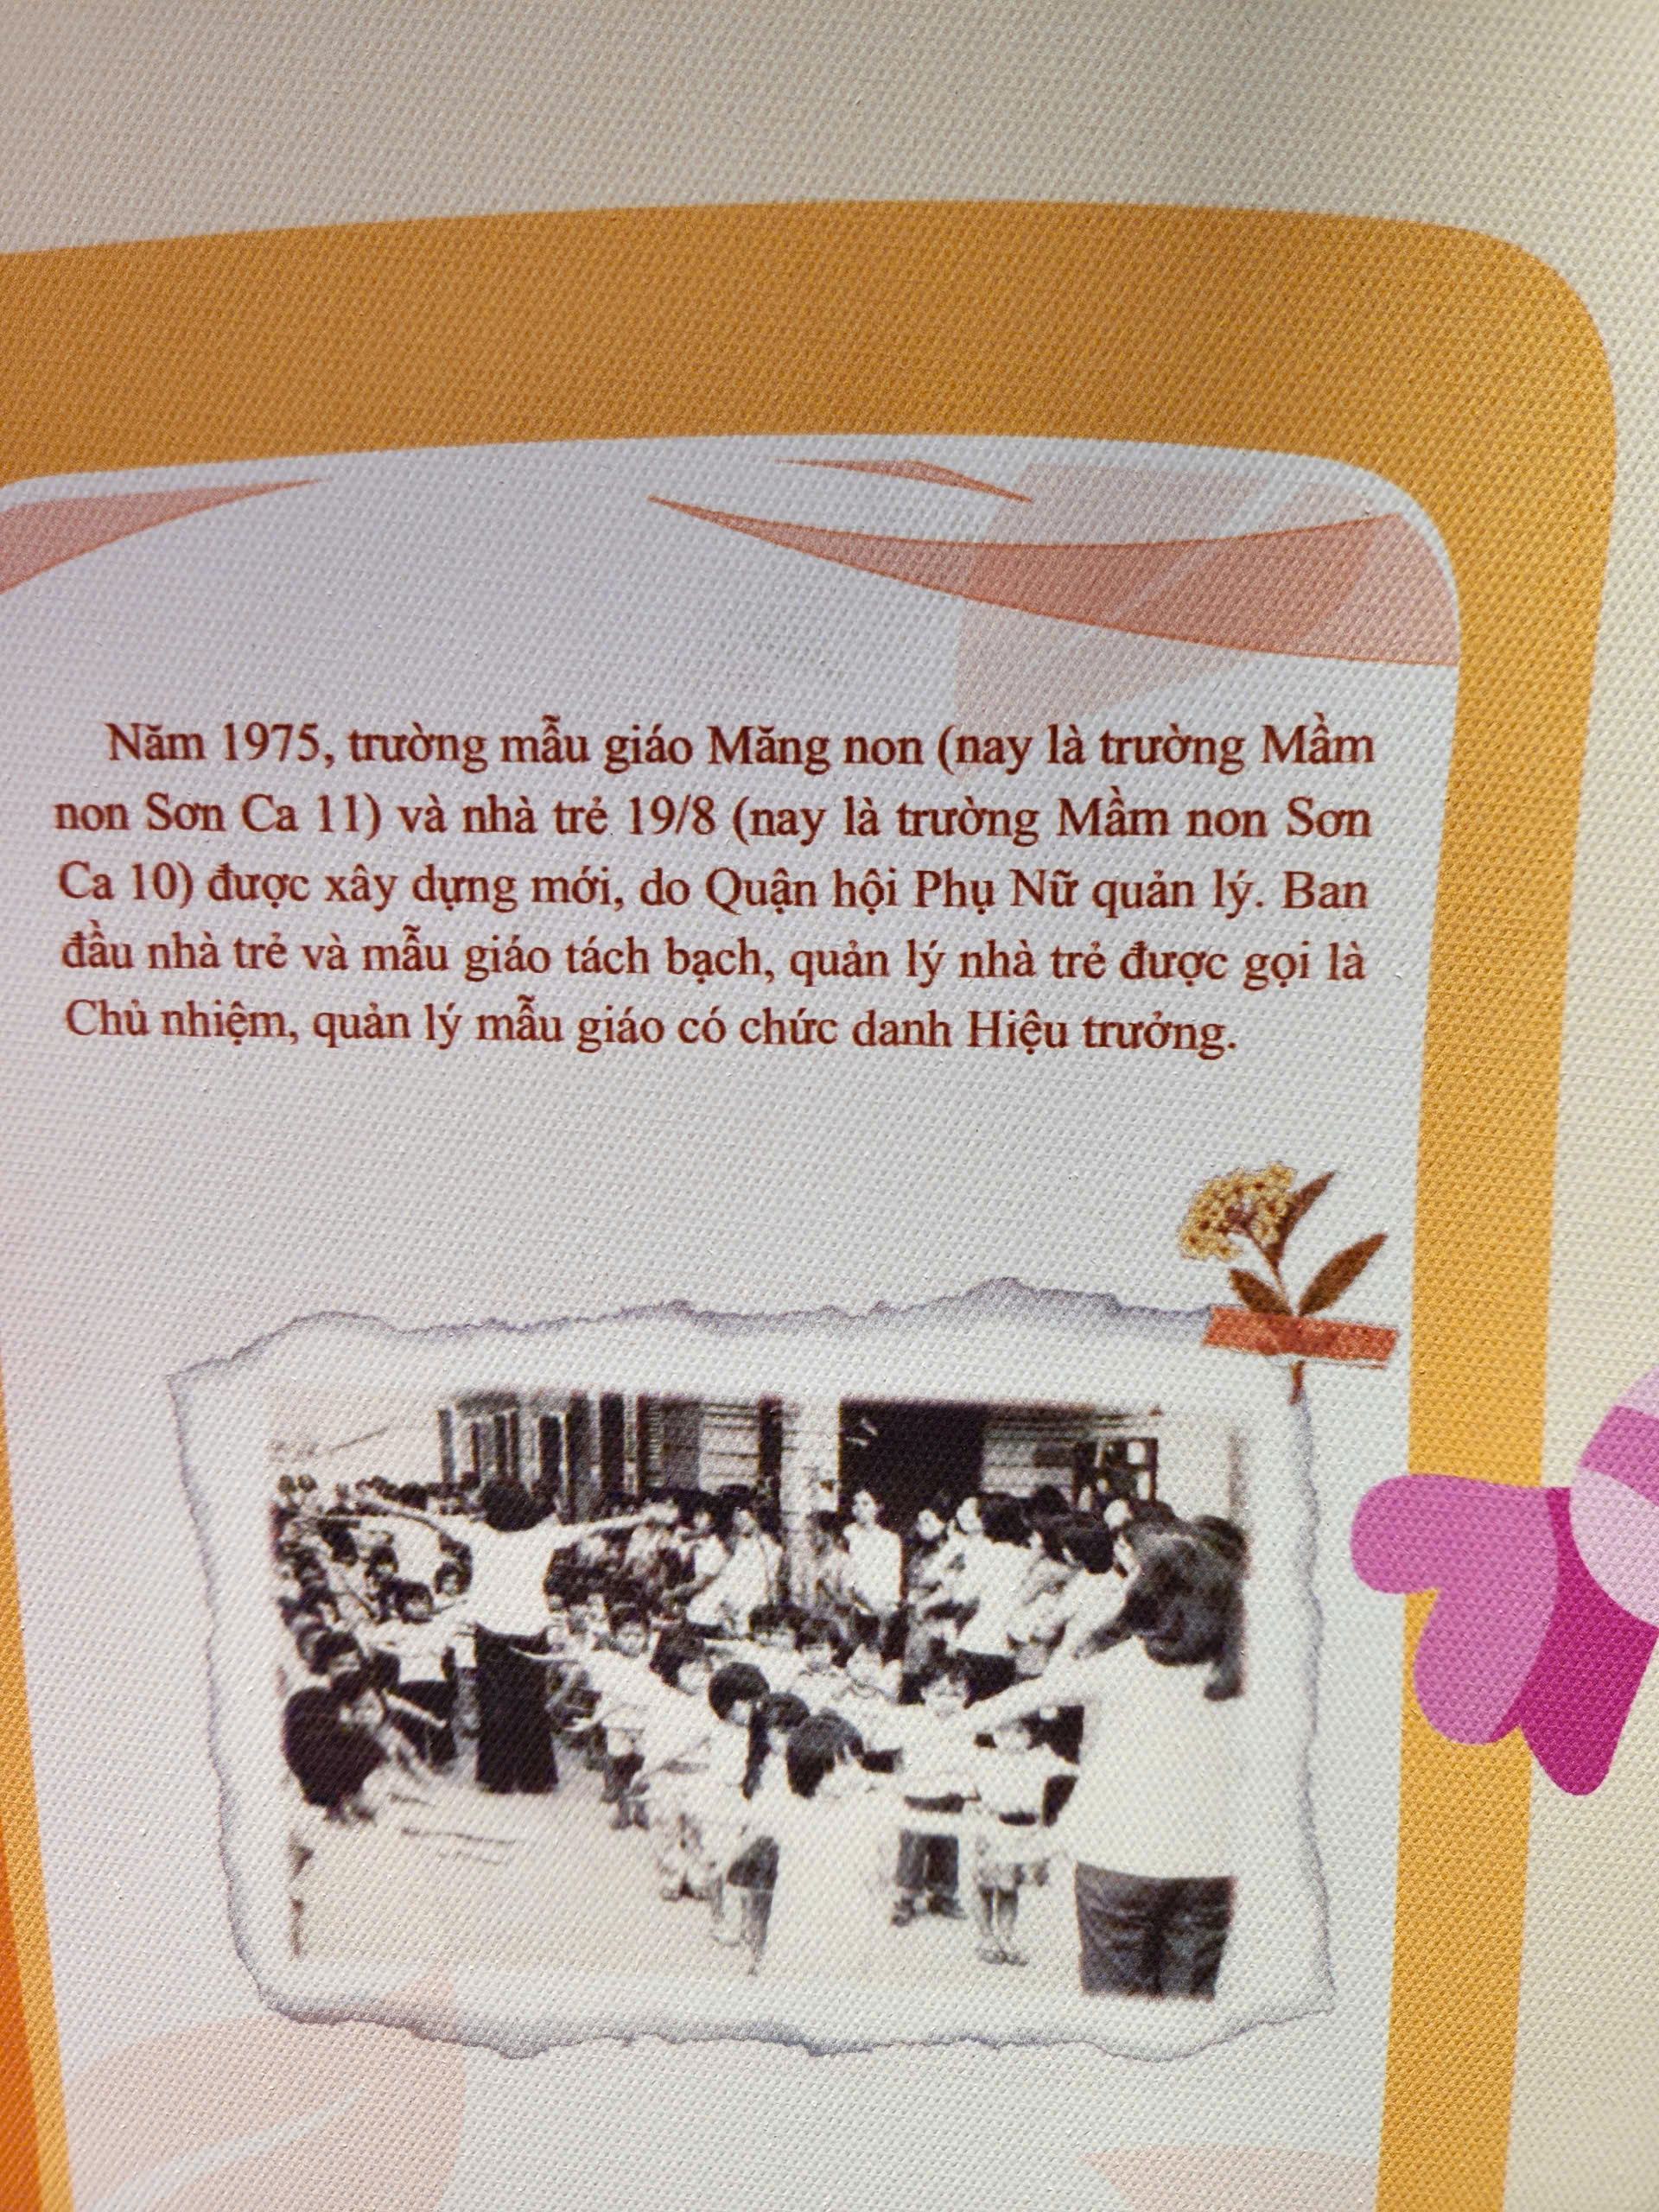 Năm 1975, trường mẫu giáo Măng non (nay là trường Mầm
non Sơn Ca 11) và nhà trẻ 19/8 (nay là trường Mầm non Sơn
Ca 10) được xây dựng mới, do Quận hội Phụ Nữ quản lý. Ban
đầu nhà trẻ và mẫu giáo tách bạch, quản lý nhà trẻ được gọi là
Chủ nhiệm, quản lý mẫu giáo có chức danh Hiệu trưởng.